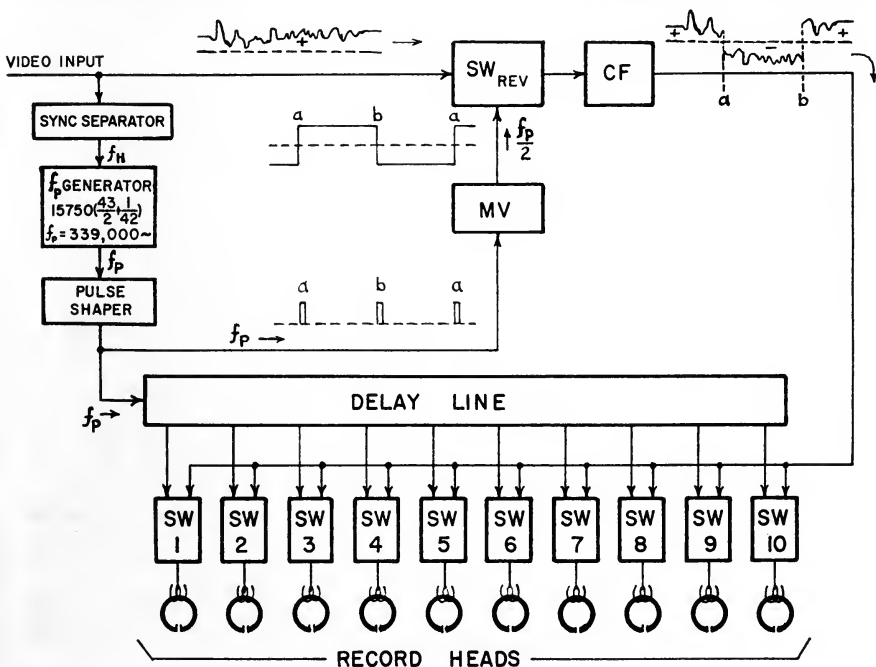 VIDEO INPUT
+
→
SW REV
CF
+ − +
a b
SYNC SEPARATOR
f_H
f_P GENERATOR
15750(43/2+1/42)
f_P = 339,000~
f_P
PULSE SHAPER
a b a
f_P/2
MV
a b a
f_P →
f_P →
DELAY LINE
SW 1
SW 2
SW 3
SW 4
SW 5
SW 6
SW 7
SW 8
SW 9
SW 10
RECORD HEADS